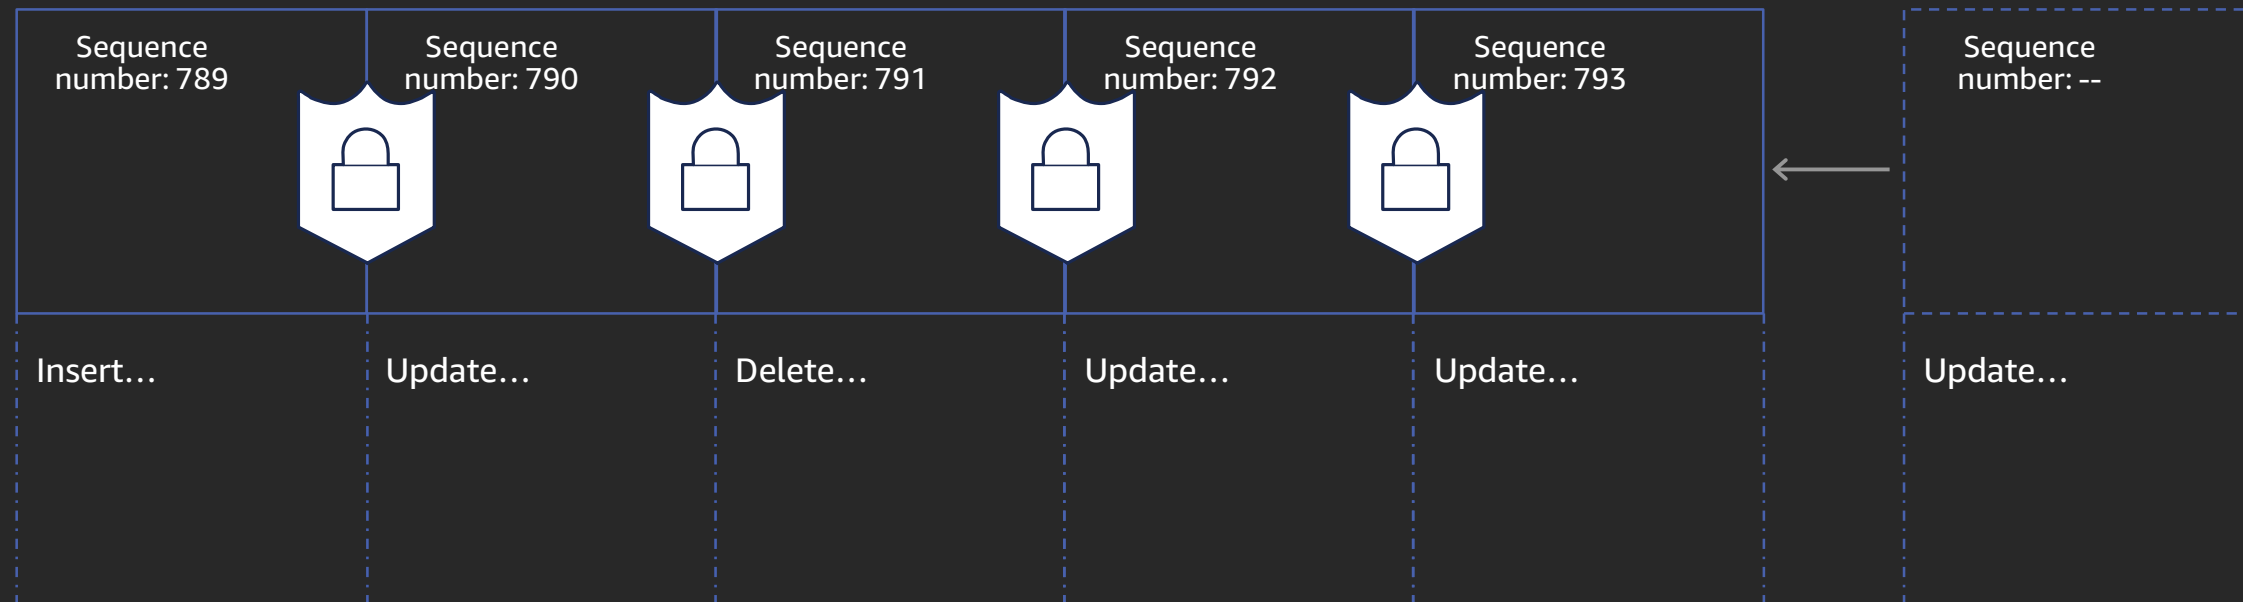 Sequence
number: 789
Sequence
number: 790
Sequence
number: 791
Sequence
number: 792
Sequence
number: 793
Sequence
number: --
Insert...
Update...
Delete...
Update...
Update...
Update...